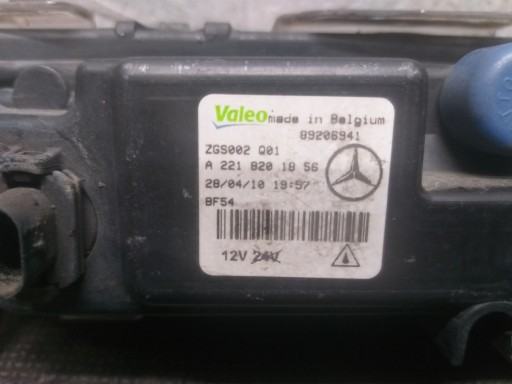 Valeo made in Belgium
89206941
ZGS002 Q01
A 221 820 18 56
28/04/10 19:57
BF54
12V 24V